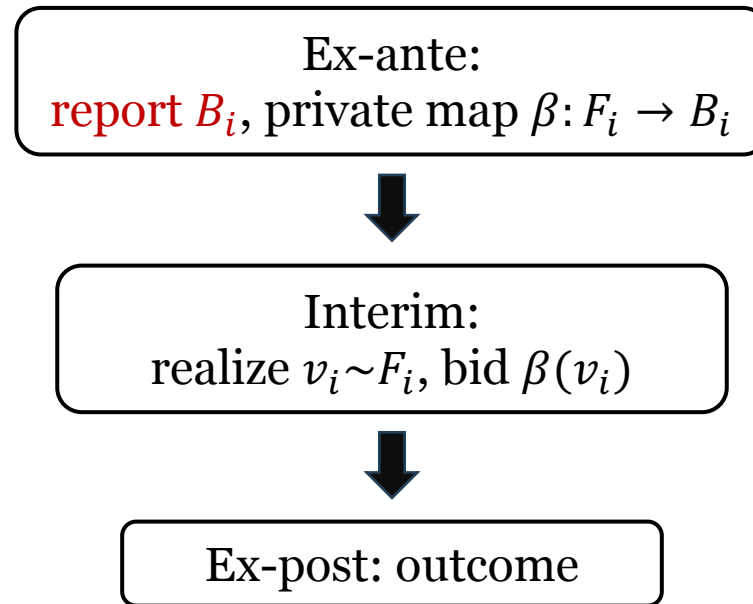 Ex-ante:
report 𝐵ᵢ, private map 𝛽: 𝐹ᵢ → 𝐵ᵢ
Interim:
realize 𝑣ᵢ~𝐹ᵢ, bid 𝛽(𝑣ᵢ)
Ex-post: outcome